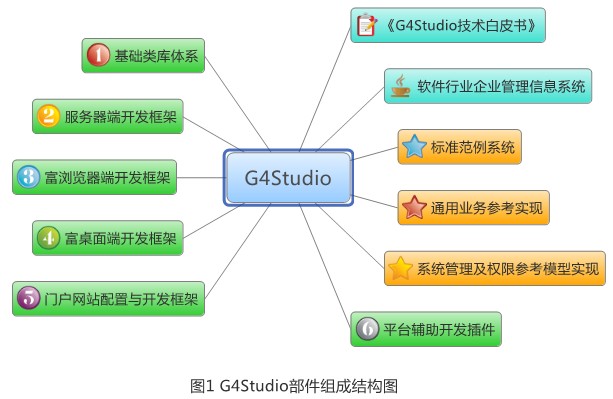 1 基础类库体系
2 服务器端开发框架
3 富浏览器端开发框架
4 富桌面端开发框架
5 门户网站配置与开发框架
G4Studio
《G4Studio技术白皮书》
软件行业企业管理信息系统
标准范例系统
通用业务参考实现
系统管理及权限参考模型实现
6 平台辅助开发插件
图1 G4Studio部件组成结构图